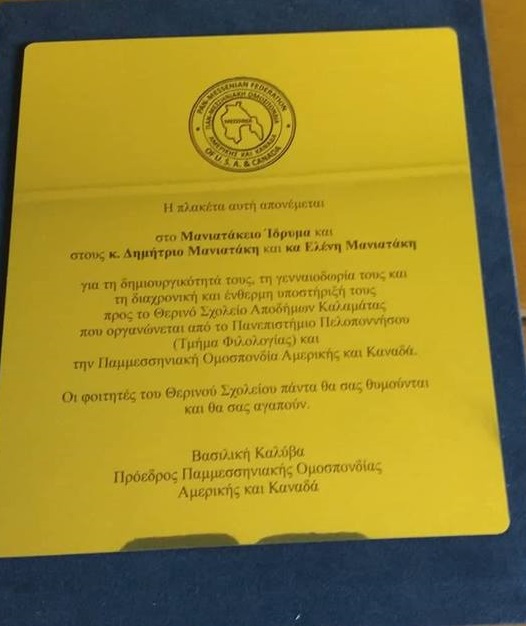 PAN-MESSENIAN FEDERATION
ΠΑΝ-ΜΕΣΣΗΝΙΑΚΗ ΟΜΟΣΠΟΝΔΙΑ
MESSINIA
ΑΜΕΡΙΚΗΣ ΚΑΙ ΚΑΝΑΔΑ
OF U.S.A. & CANADA
Η πλακέτα αυτή απονέμεται
στο Μανιατάκειο Ίδρυμα και
στους κ. Δημήτριο Μανιατάκη και κα Ελένη Μανιατάκη
για τη δημιουργικότητά τους, τη γενναιοδωρία τους και
τη διαχρονική και ένθερμη υποστήριξή τους
προς το Θερινό Σχολείο Αποδήμων Καλαμάτας
που οργανώνεται από το Πανεπιστήμιο Πελοποννήσου
(Τμήμα Φιλολογίας) και
την Παμμεσσηνιακή Ομοσπονδία Αμερικής και Καναδά.
Οι φοιτητές του Θερινού Σχολείου πάντα θα σας θυμούνται
και θα σας αγαπούν.
Βασιλική Καλύβα
Πρόεδρος Παμμεσσηνιακής Ομοσπονδίας
Αμερικής και Καναδά